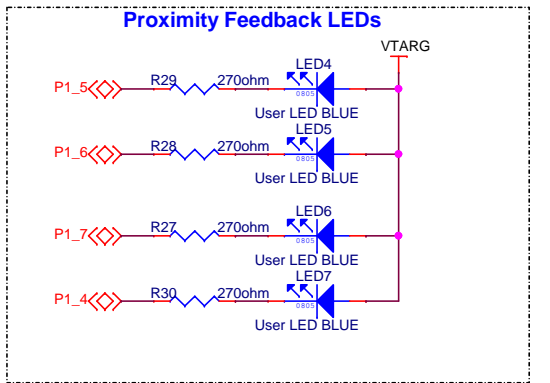 Proximity Feedback LEDs
VTARG
LED4
P1_5 R29 270ohm
0805
User LED BLUE
LED5
P1_6 R28 270ohm
0805
User LED BLUE
LED6
P1_7 R27 270ohm
0805
User LED BLUE
LED7
P1_4 R30 270ohm
0805
User LED BLUE